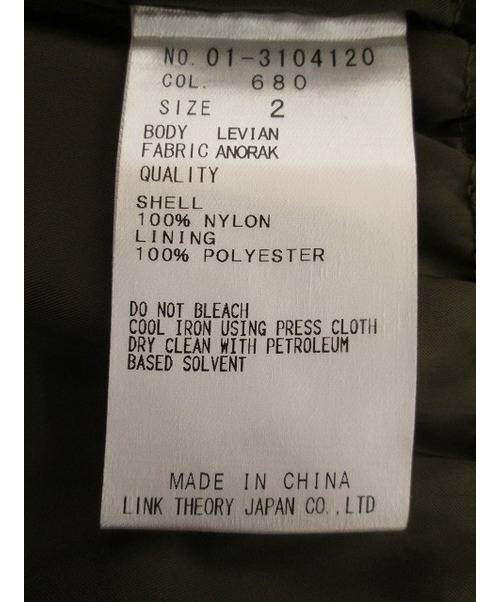 NO. 01-3104120
COL. 680
SIZE 2
BODY LEVIAN
FABRIC ANORAK
QUALITY
SHELL
100% NYLON
LINING
100% POLYESTER
DO NOT BLEACH
COOL IRON USING PRESS CLOTH
DRY CLEAN WITH PETROLEUM
BASED SOLVENT
MADE IN CHINA
LINK THEORY JAPAN CO.,LTD